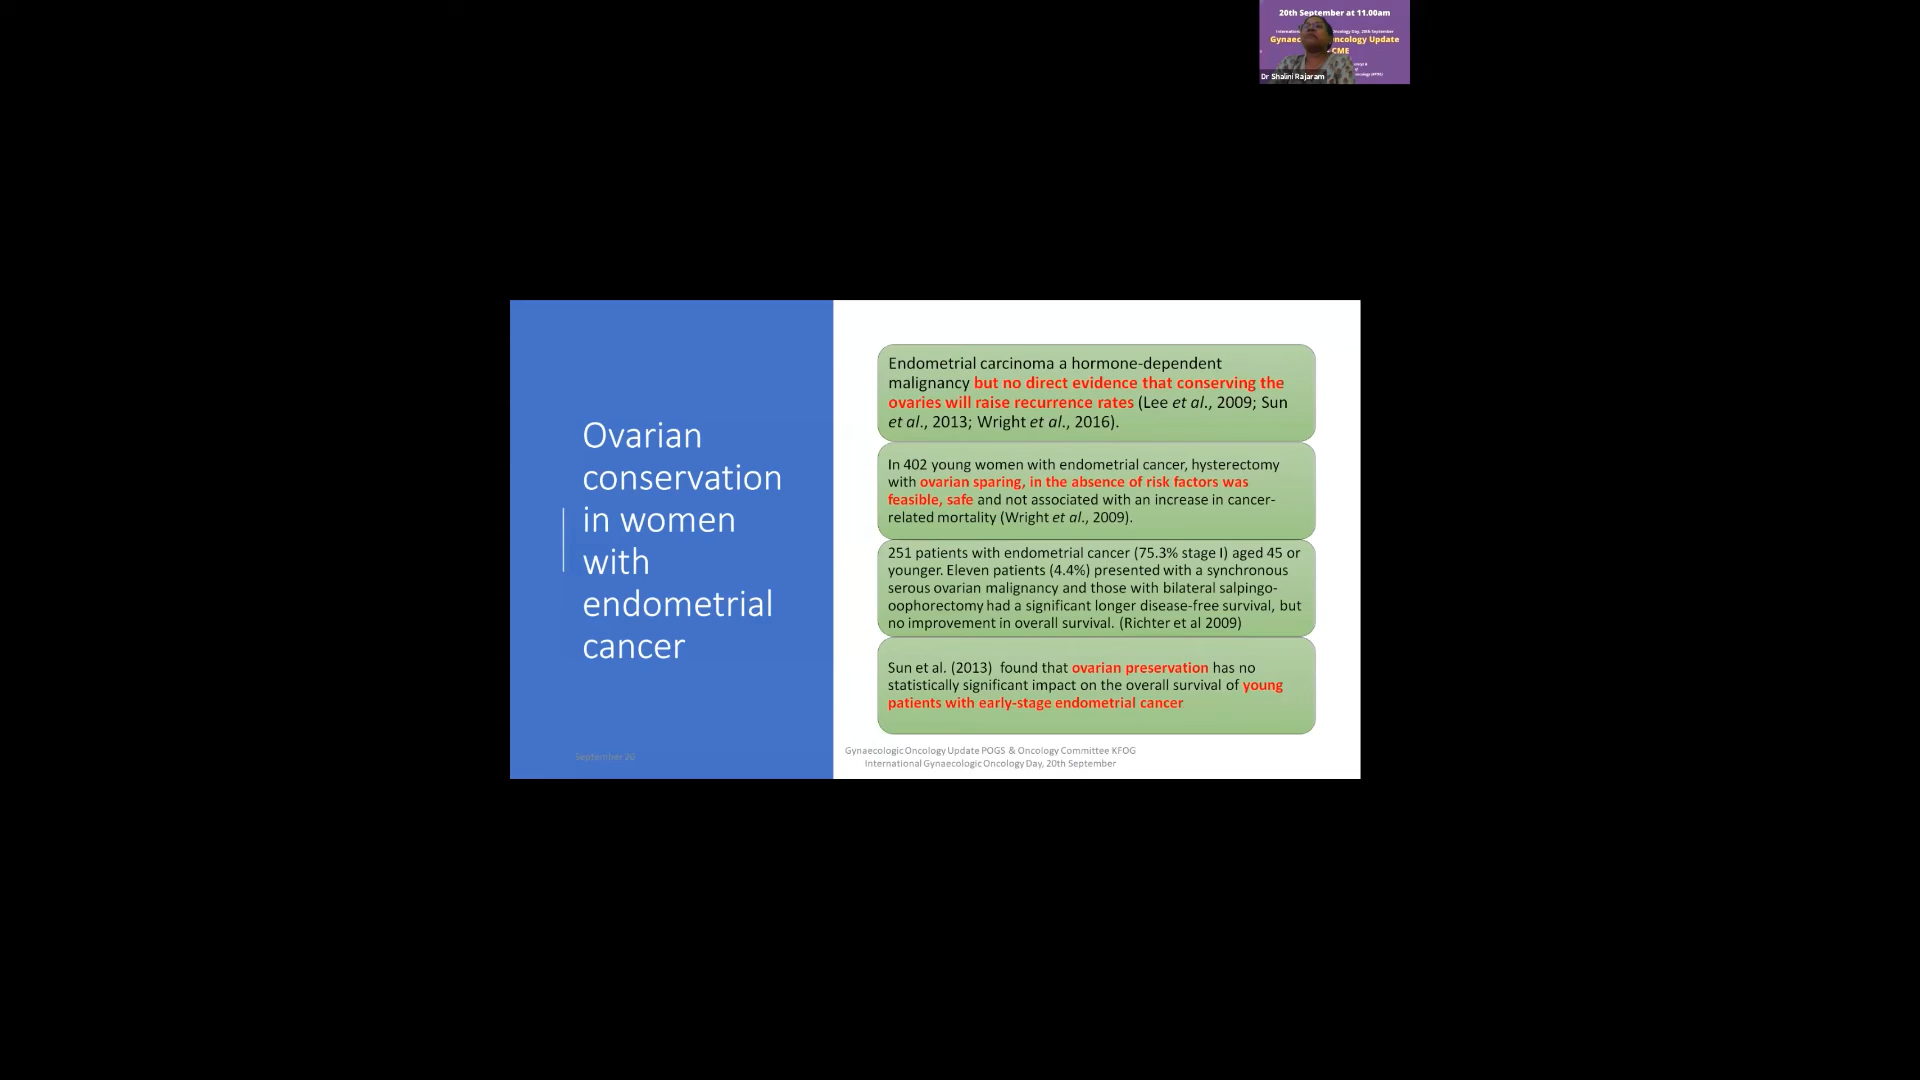 20th September at 11.00am
Gynaec ncology Update
CME
Dr Shalini Rajaram
Ovarian
conservation
in women
with
endometrial
cancer
Endometrial carcinoma a hormone-dependent
malignancy but no direct evidence that conserving the
ovaries will raise recurrence rates (Lee et al., 2009; Sun
et al., 2013; Wright et al., 2016).
In 402 young women with endometrial cancer, hysterectomy
with ovarian sparing, in the absence of risk factors was
feasible, safe and not associated with an increase in cancer-
related mortality (Wright et al., 2009).
251 patients with endometrial cancer (75.3% stage I) aged 45 or
younger. Eleven patients (4.4%) presented with a synchronous
serous ovarian malignancy and those with bilateral salpingo-
oophorectomy had a significant longer disease-free survival, but
no improvement in overall survival. (Richter et al 2009)
Sun et al. (2013) found that ovarian preservation has no
statistically significant impact on the overall survival of young
patients with early-stage endometrial cancer
September 20
Gynaecologic Oncology Update POGS & Oncology Committee KFOG
International Gynaecologic Oncology Day, 20th September